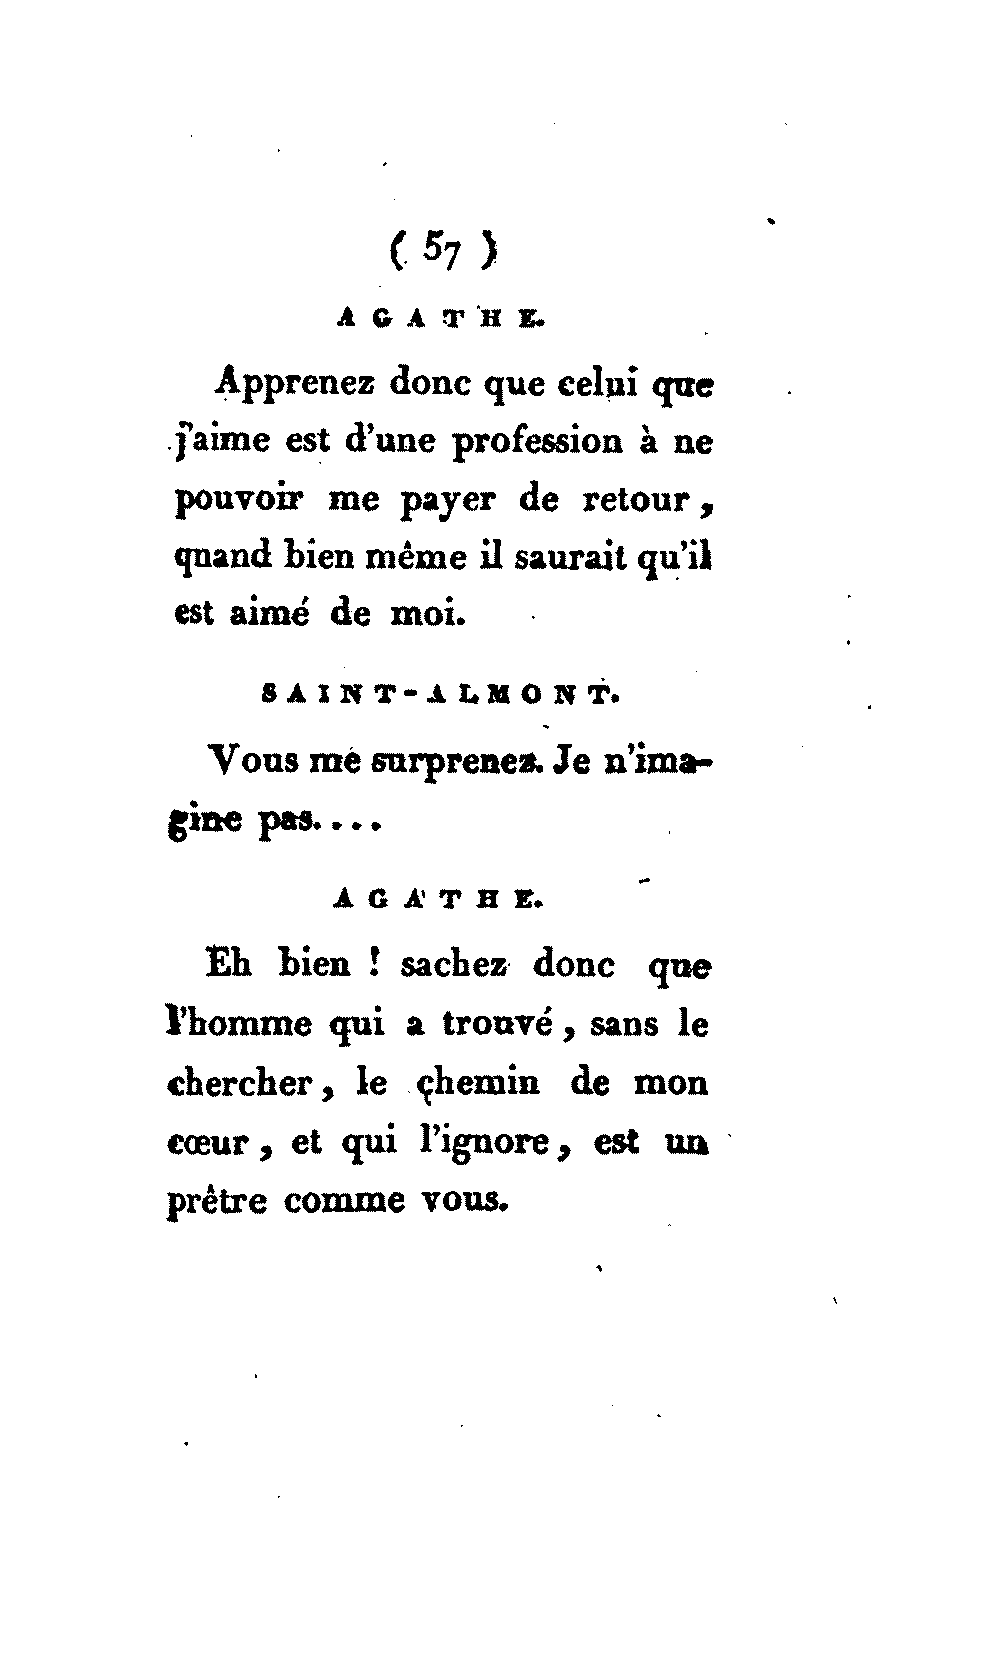 ( 57 )
AGATHE.
Apprenez donc que celui que
j'aime est d'une profession à ne
pouvoir me payer de retour,
quand bien même il saurait qu'il
est aimé de moi.
SAINT-ALMONT.
Vous me surprenez. Je n'ima-
gine pas....
AGATHE.
Eh bien ! sachez donc que
l'homme qui a trouvé, sans le
chercher, le chemin de mon
cœur, et qui l'ignore, est un
prêtre comme vous.